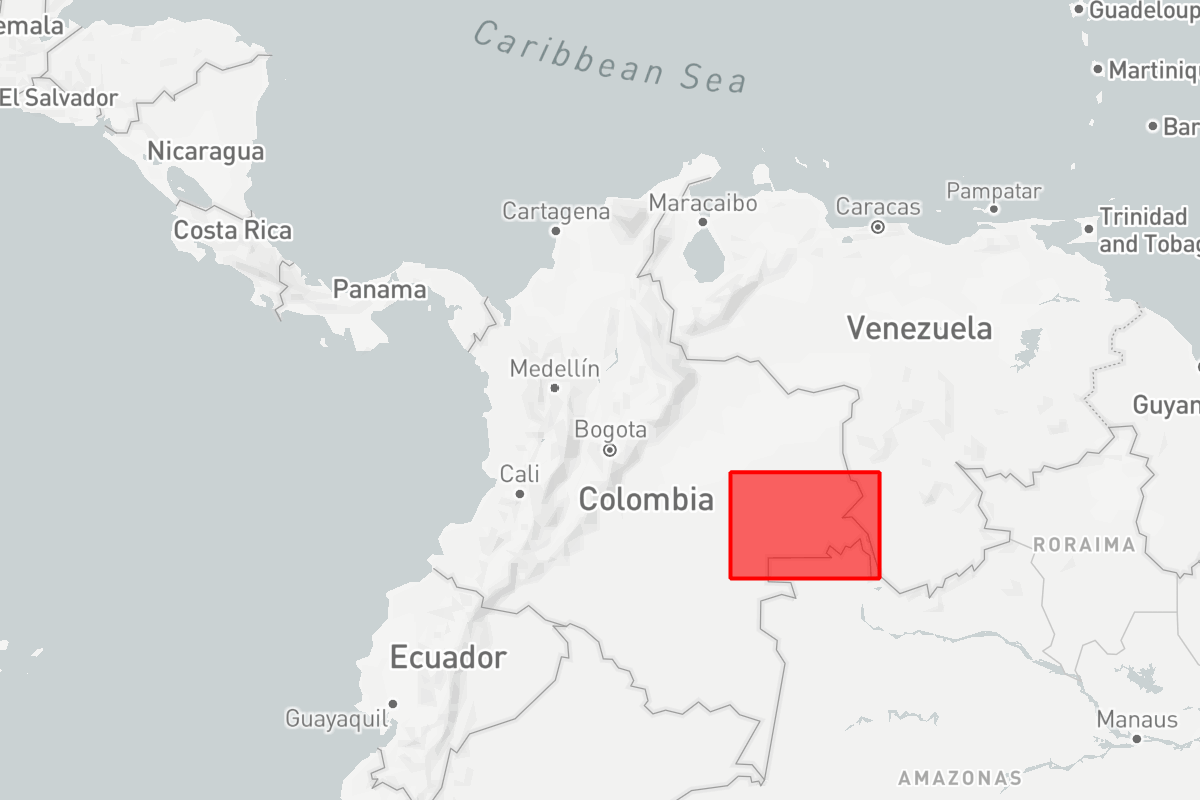 Guadeloup
emala
Caribbean Sea
Martiniq
El Salvador
Bar
Nicaragua
Pampatar
Maracaibo
Cartagena
Caracas
Trinidad
and Tobag
Costa Rica
Panama
Venezuela
Medellín
Guyan
Bogota
Cali
Colombia
RORAIMA
Ecuador
Guayaquil
Manaus
AMAZONAS